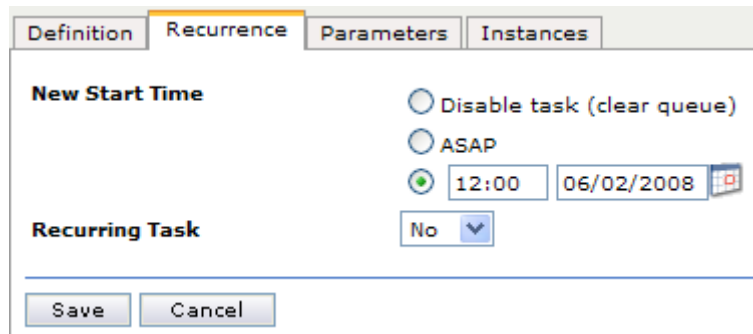 Definition Recurrence Parameters Instances
New Start Time
Disable task (clear queue)
ASAP
12:00 06/02/2008
Recurring Task No
Save Cancel